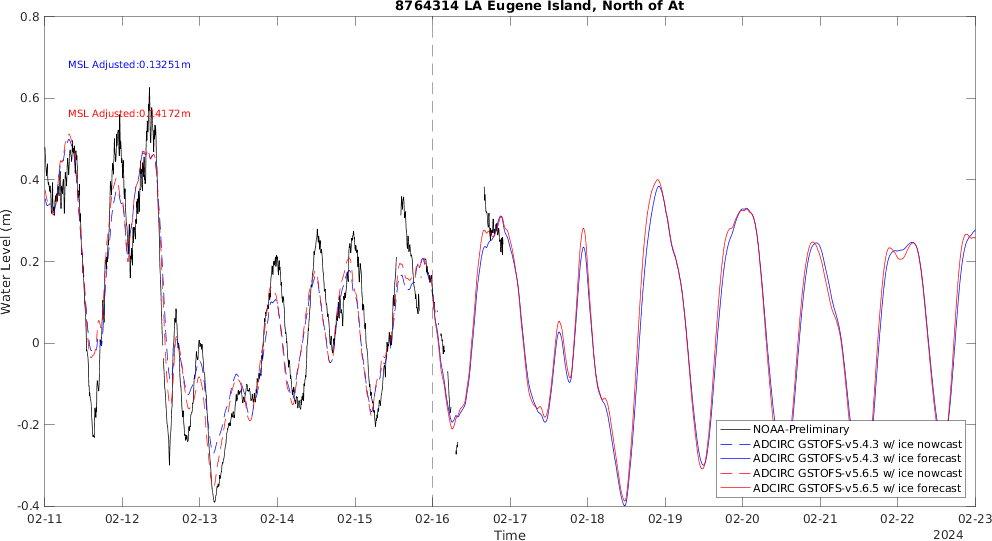 8764314 LA Eugene Island, North of At
MSL Adjusted:0.13251m
MSL Adjusted:0.14172m
Water Level (m)
0.8
0.6
0.4
0.2
0
-0.2
-0.4
02-11 02-12 02-13 02-14 02-15 02-16 02-17 02-18 02-19 02-20 02-21 02-22 02-23
Time
2024
NOAA-Preliminary
ADCIRC GSTOFS-v5.4.3 w/ ice nowcast
ADCIRC GSTOFS-v5.4.3 w/ ice forecast
ADCIRC GSTOFS-v5.6.5 w/ ice nowcast
ADCIRC GSTOFS-v5.6.5 w/ ice forecast